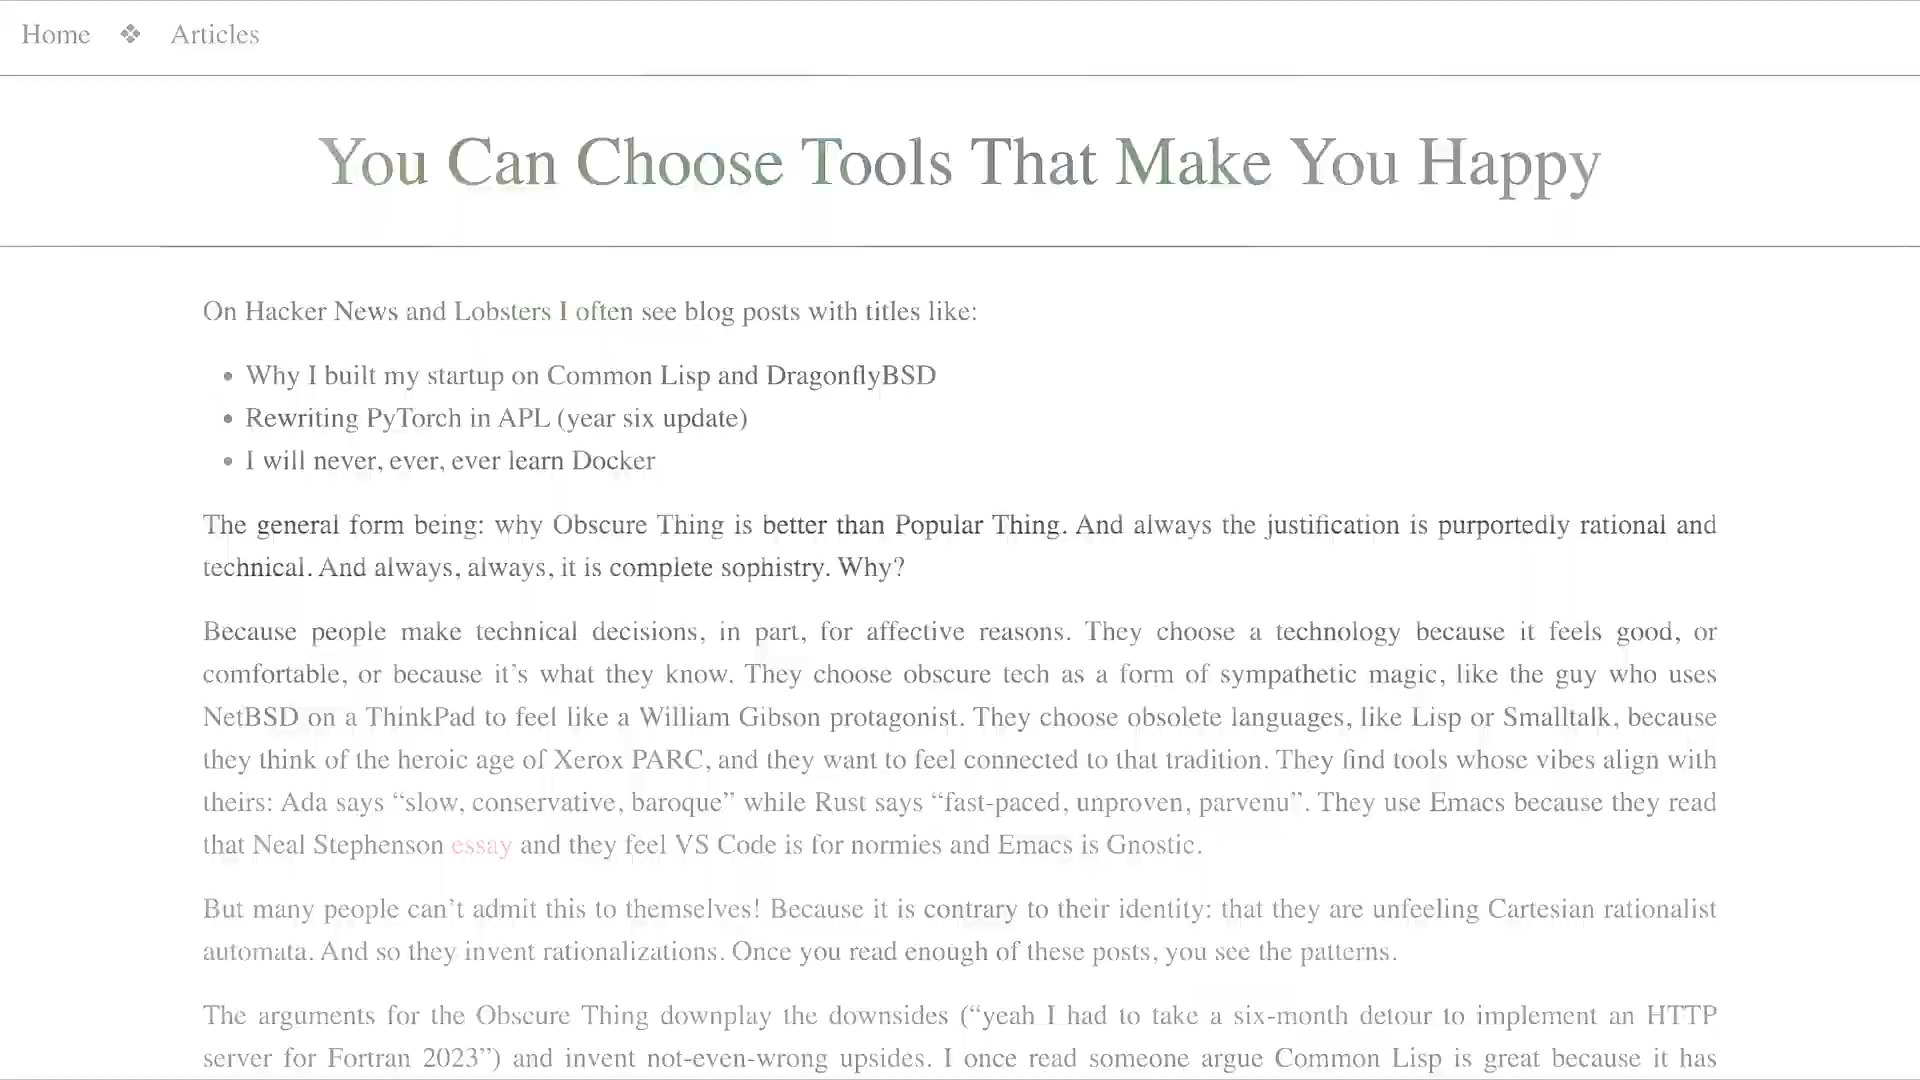 Home ❖ Articles
You Can Choose Tools That Make You Happy
On Hacker News and Lobsters I often see blog posts with titles like:
• Why I built my startup on Common Lisp and DragonflyBSD
• Rewriting PyTorch in APL (year six update)
• I will never, ever, ever learn Docker
The general form being: why Obscure Thing is better than Popular Thing. And always the justification is purportedly rational and
technical. And always, always, it is complete sophistry. Why?
Because people make technical decisions, in part, for affective reasons. They choose a technology because it feels good, or
comfortable, or because it’s what they know. They choose obscure tech as a form of sympathetic magic, like the guy who uses
NetBSD on a ThinkPad to feel like a William Gibson protagonist. They choose obsolete languages, like Lisp or Smalltalk, because
they think of the heroic age of Xerox PARC, and they want to feel connected to that tradition. They find tools whose vibes align with
theirs: Ada says “slow, conservative, baroque” while Rust says “fast-paced, unproven, parvenu”. They use Emacs because they read
that Neal Stephenson essay and they feel VS Code is for normies and Emacs is Gnostic.
But many people can’t admit this to themselves! Because it is contrary to their identity: that they are unfeeling Cartesian rationalist
automata. And so they invent rationalizations. Once you read enough of these posts, you see the patterns.
The arguments for the Obscure Thing downplay the downsides (“yeah I had to take a six-month detour to implement an HTTP
server for Fortran 2023”) and invent not-even-wrong upsides. I once read someone argue Common Lisp is great because it has